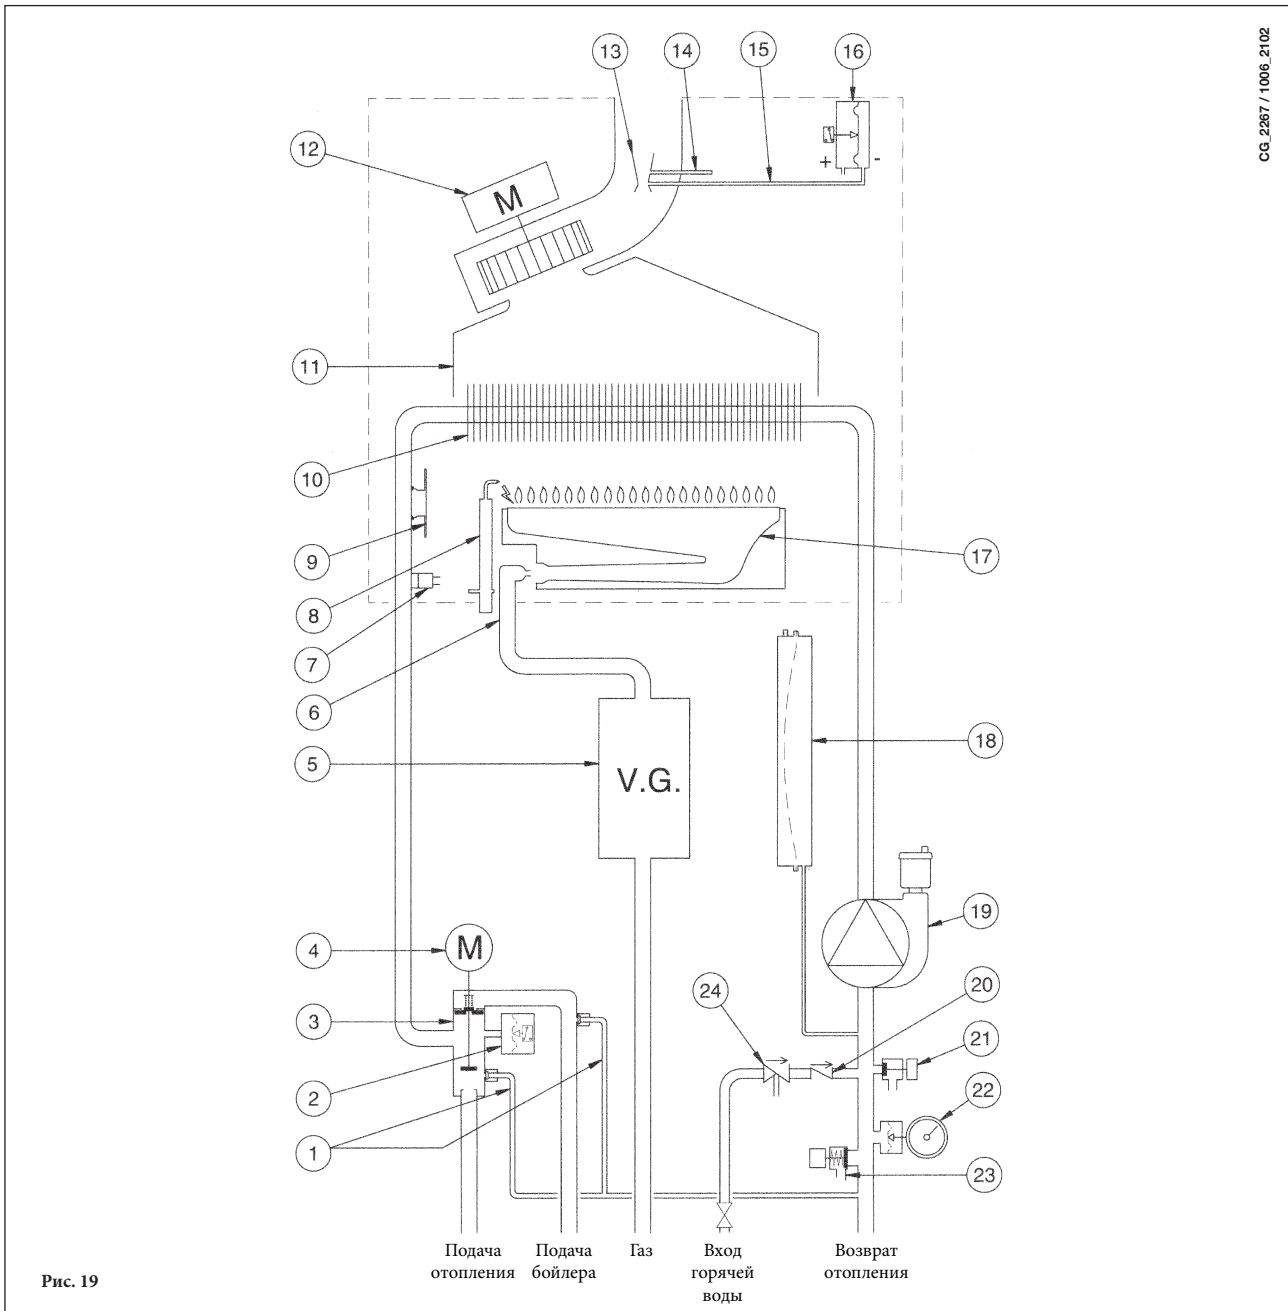 CG_2267 / 1006_2102
13
14
15
16
12
M
+
-
11
10
9
17
8
7
6
18
5
V.G.
19
4
M
24
20
3
21
2
22
1
23
Подача отопления
Подача бойлера
Газ
Вход горячей воды
Возврат отопления
Рис. 19